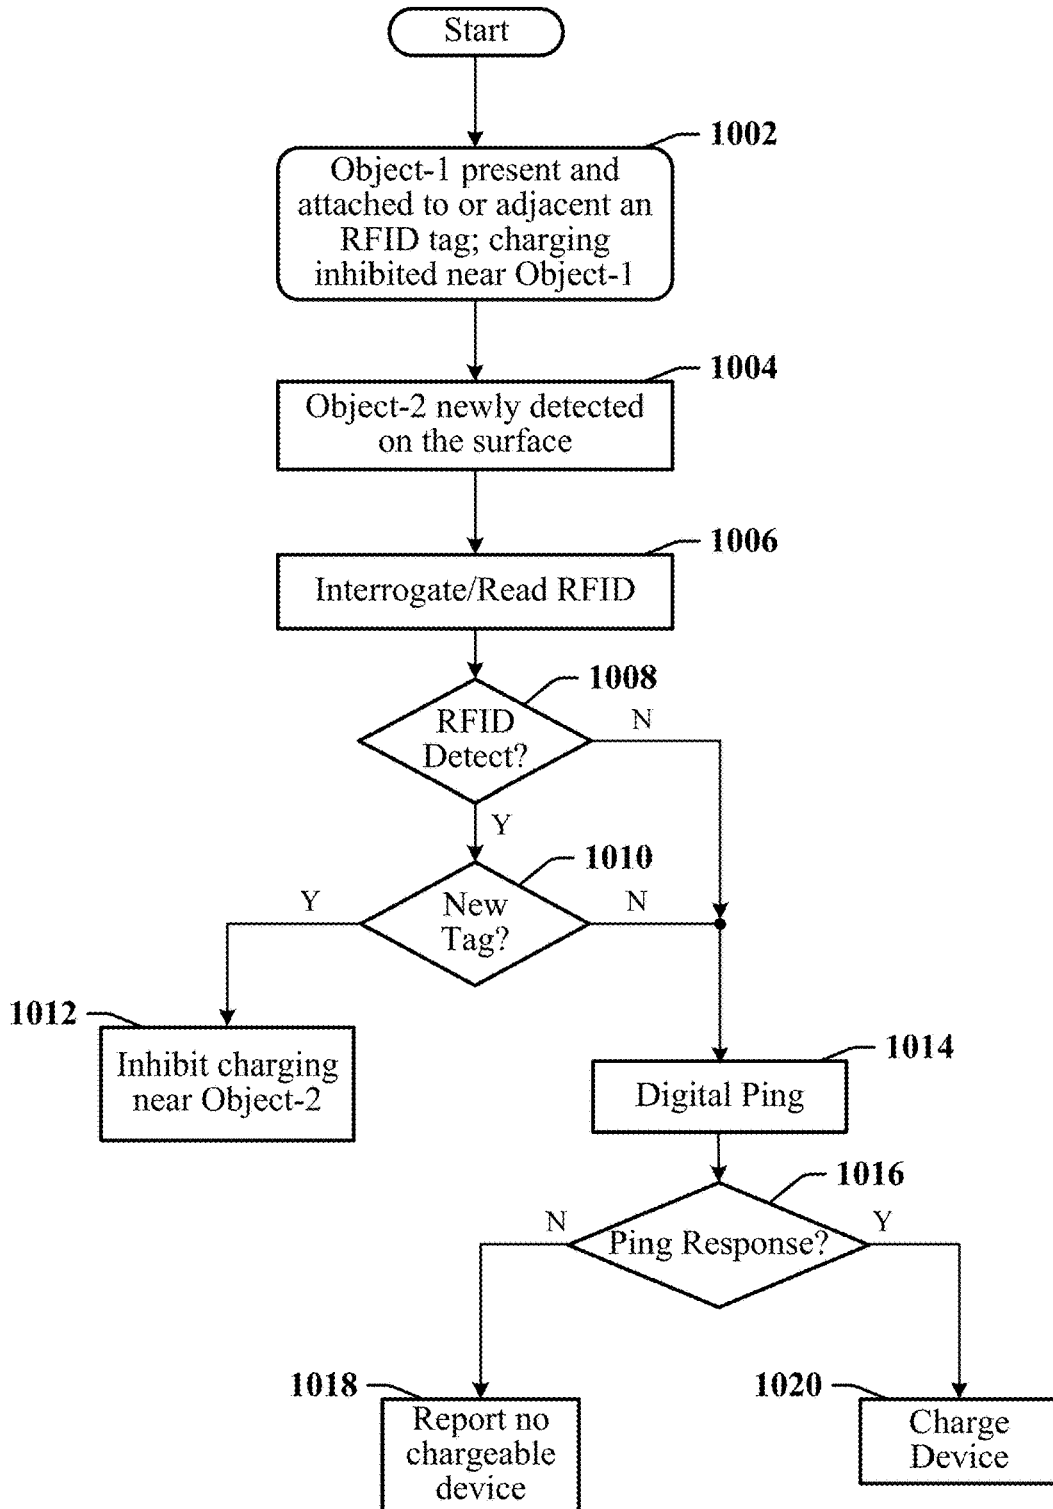 Start
1002
Object-1 present and
attached to or adjacent an
RFID tag; charging
inhibited near Object-1
1004
Object-2 newly detected
on the surface
1006
Interrogate/Read RFID
1008
RFID
Detect?
N
Y
1010
New
Tag?
Y
N
1012
Inhibit charging
near Object-2
1014
Digital Ping
1016
Ping Response?
N
Y
1018
Report no
chargeable
device
1020
Charge
Device